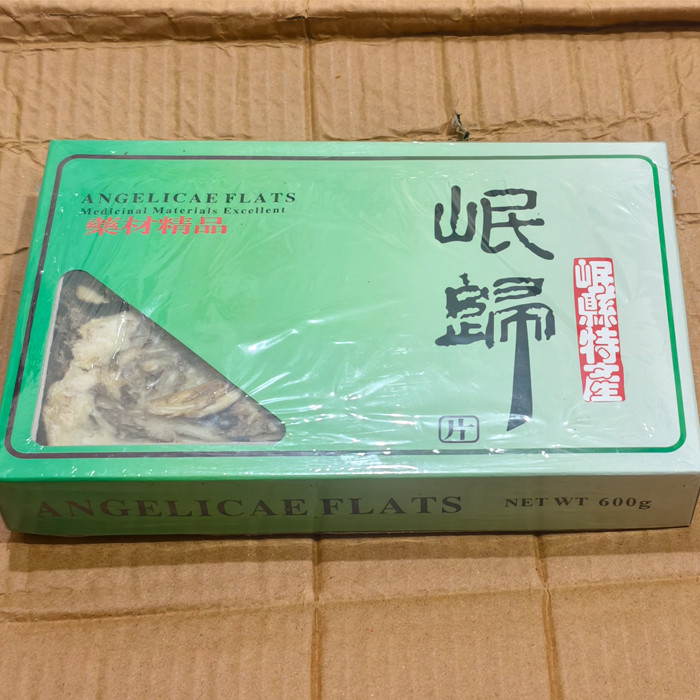 ANGELICAE FLATS
Medicinal Materials Excellent
藥材精品
岷
歸
岷縣特產
片
ANGELICAE FLATS
NET WT 600g